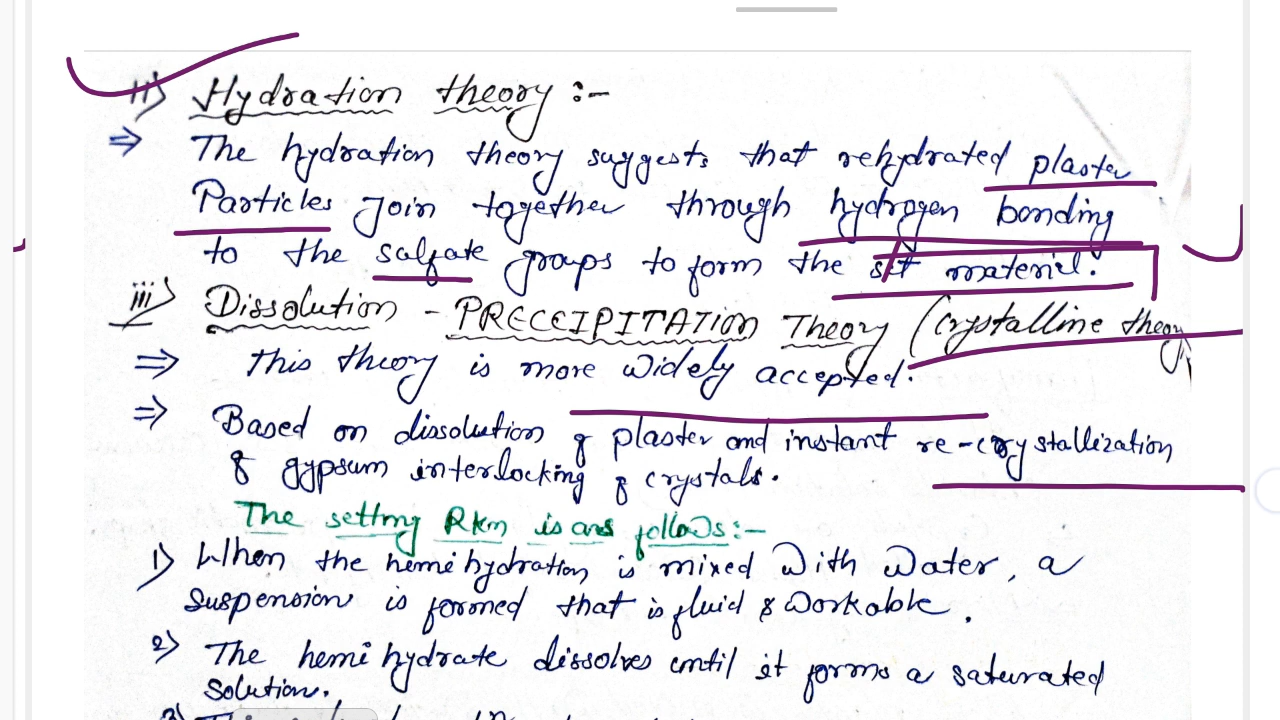 ii) Hydration theory :-
⇒ The hydration theory suggests that rehydrated plaster
Particles Join together through hydrogen bonding
to the salfate groups to form the set material.
iii) Dissolution - PRECEIPITATION Theory (Crystalline theory
⇒ This theory is more widely accepted.
⇒ Based on dissolution of plaster and instant re-crystallization
of gypsum interlocking of crystals.
The setting Rxn is as follows:-
1) When the hemihydration is mixed with water, a
suspension is formed that is fluid & workable.
2) The hemihydrate dissolves until it forms a saturated
solution.
3)